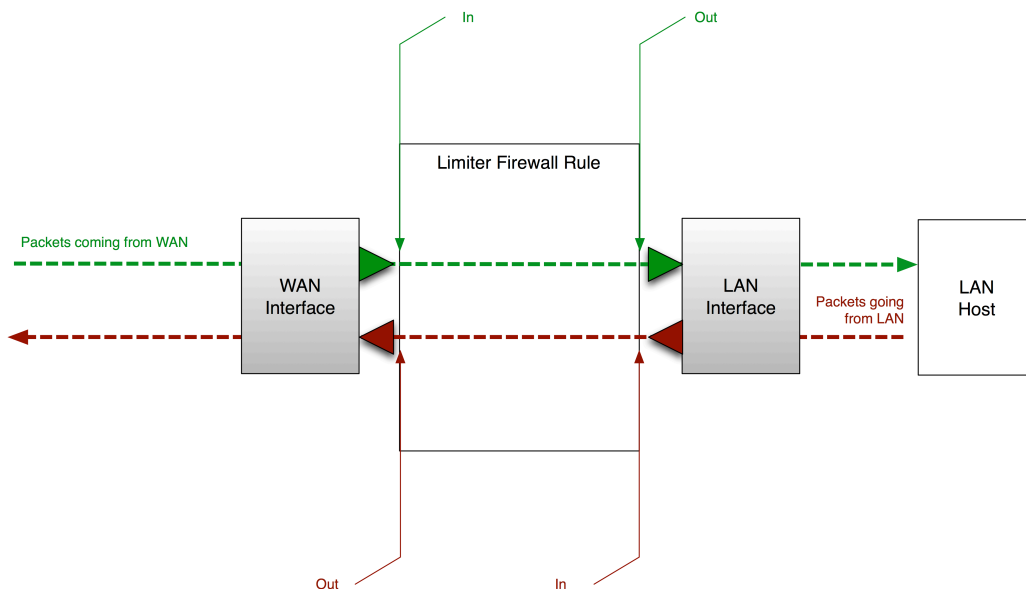 In
Out
Limiter Firewall Rule
Packets coming from WAN
WAN
Interface
LAN
Interface
Packets going
from LAN
LAN
Host
Out
In